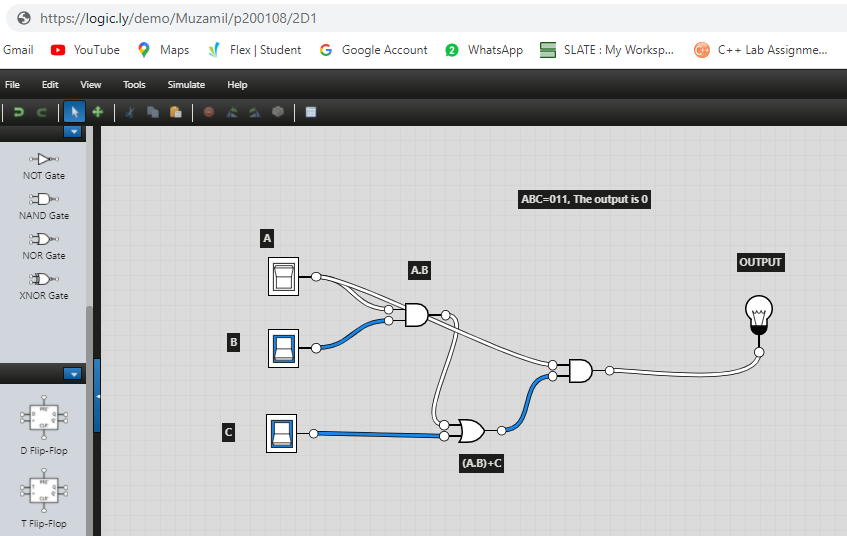 https://logic.ly/demo/Muzamil/p200108/2D1
Gmail YouTube Maps Flex | Student Google Account 2 WhatsApp SLATE : My Worksp... C++ Lab Assignme...
File Edit View Tools Simulate Help
NOT Gate
NAND Gate
NOR Gate
XNOR Gate
ABC=011, The output is 0
A
A.B
OUTPUT
B
C
(A.B)+C
D Flip-Flop
T Flip-Flop